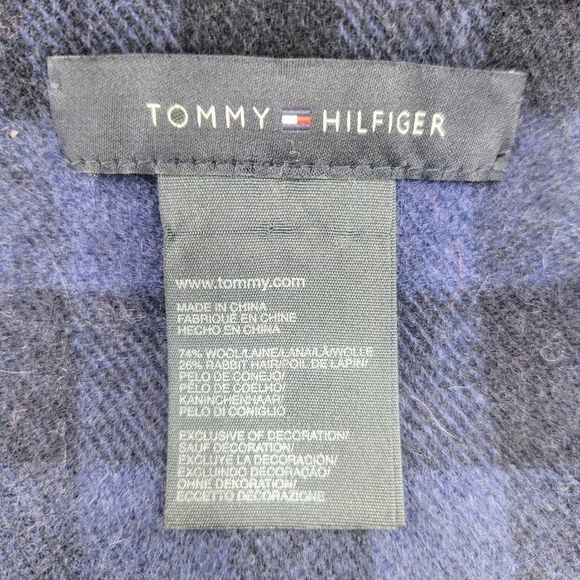 TOMMY HILFIGER
www.tommy.com
MADE IN CHINA
FABRIQUÉ EN CHINE
HECHO EN CHINA
74% WOOL/LAINE/LANA/LÃ/WOLLE
26% RABBIT HAIR/POIL DE LAPIN/
PELO DE CONEJO/
PELO DE COELHO/
KANINCHENHAAR/
PELO DI CONIGLIO
EXCLUSIVE OF DECORATION/
SAUF DECORATION/
EXCLUYE LA DECORACIÓN/
EXCLUINDO DECORAÇÃO/
OHNE DEKORATION/
ECCETTO DECORAZIONE